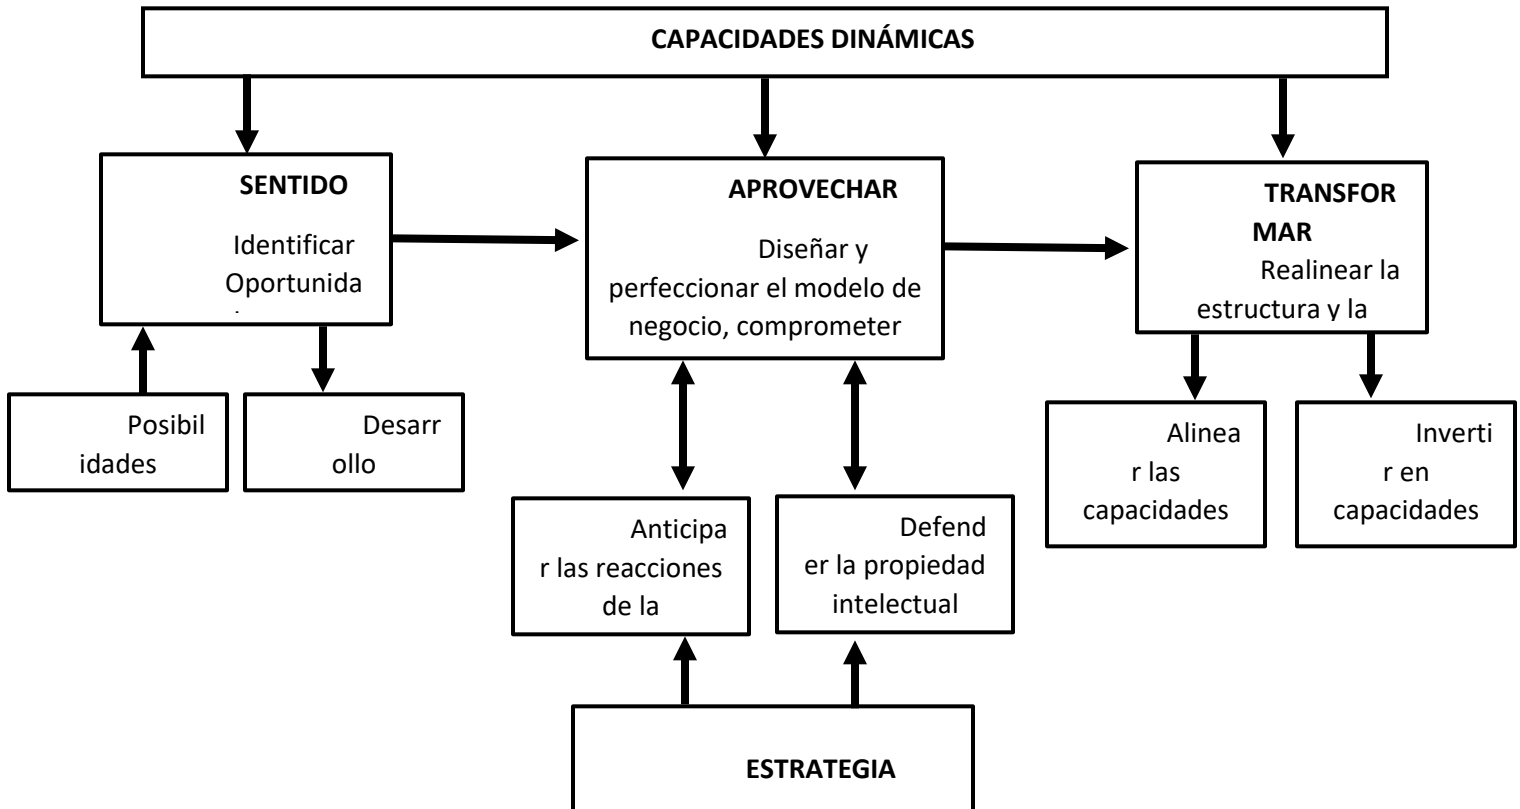 CAPACIDADES DINÁMICAS
SENTIDO
Identificar
Oportunida
APROVECHAR
Diseñar y
perfeccionar el modelo de
negocio, comprometer
TRANSFOR
MAR
Realinear la
estructura y la
Posibil
idades
Desarr
ollo
Alinea
r las
capacidades
Inverti
r en
capacidades
Anticipa
r las reacciones
de la
Defend
er la propiedad
intelectual
ESTRATEGIA